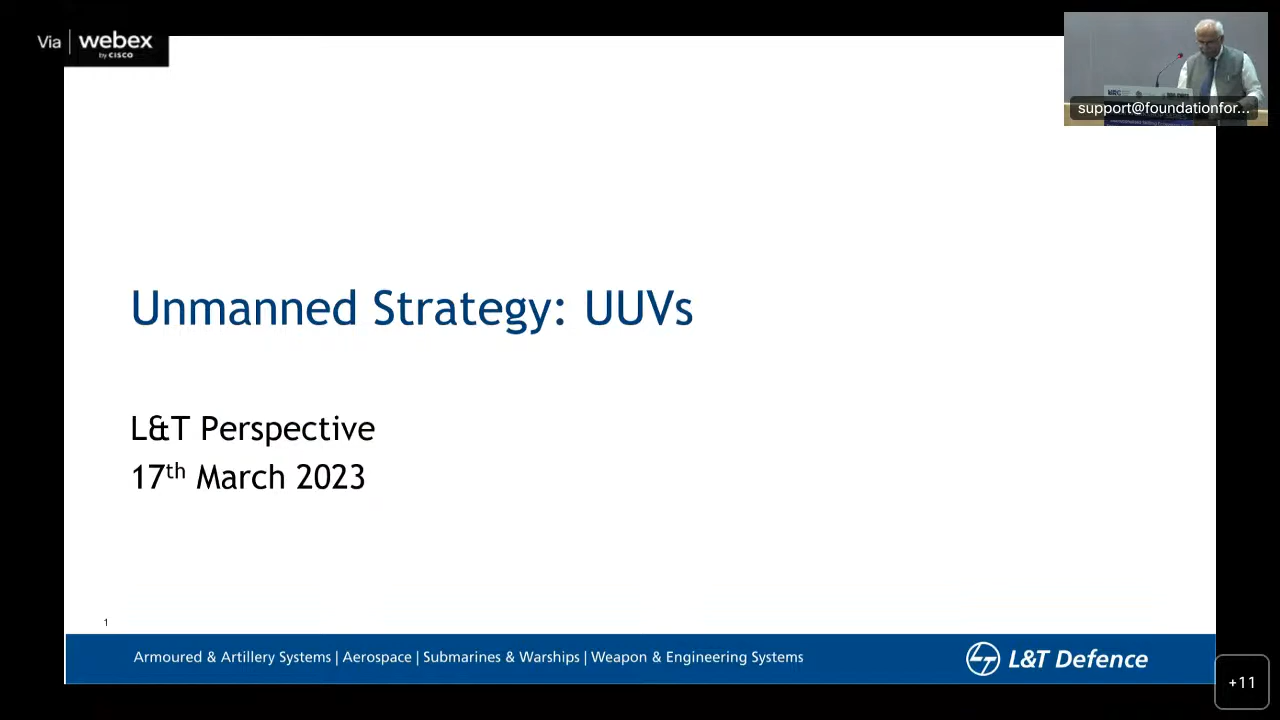 Via | webex
by CISCO
support@foundationfor...
Unmanned Strategy: UUVs
L&T Perspective
17th March 2023
1
Armoured & Artillery Systems | Aerospace | Submarines & Warships | Weapon & Engineering Systems
L&T Defence
+11